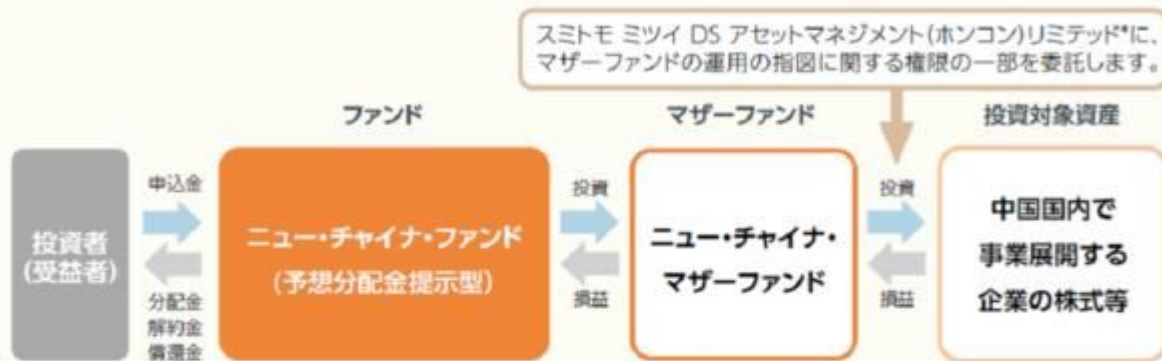 スミトモ ミツイ DS アセットマネジメント(ホンコン)リミテッド*に、
マザーファンドの運用の指図に関する権限の一部を委託します。
ファンド
マザーファンド
投資対象資産
投資者
(受益者)
申込金
分配金
解約金
償還金
ニュー・チャイナ・ファンド
(予想分配金提示型)
投資
損益
ニュー・チャイナ・
マザーファンド
投資
損益
中国国内で
事業展開する
企業の株式等